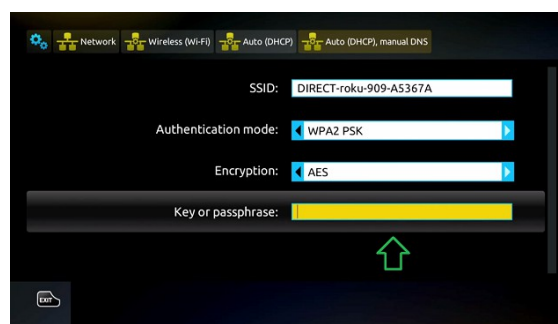 Network Wireless (Wi-Fi) Auto (DHCP) Auto (DHCP), manual DNS
SSID: DIRECT-roku-909-A5367A
Authentication mode: WPA2 PSK
Encryption: AES
Key or passphrase:
EXIT